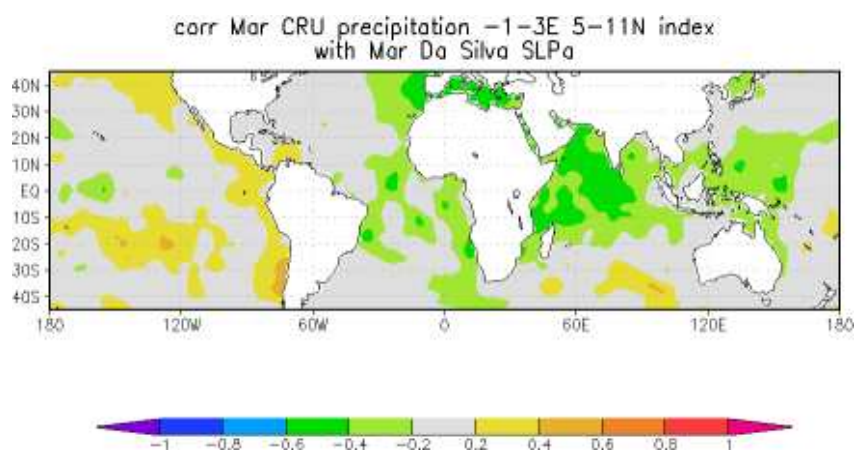 corr Mar CRU precipitation -1-3E 5-11N index
with Mar Da Silva SLPa
40N
30N
20N
10N
EQ
10S
20S
30S
40S
180 120W 60W 0 60E 120E 180
-1 -0.8 -0.6 -0.4 -0.2 0.2 0.4 0.6 0.8 1